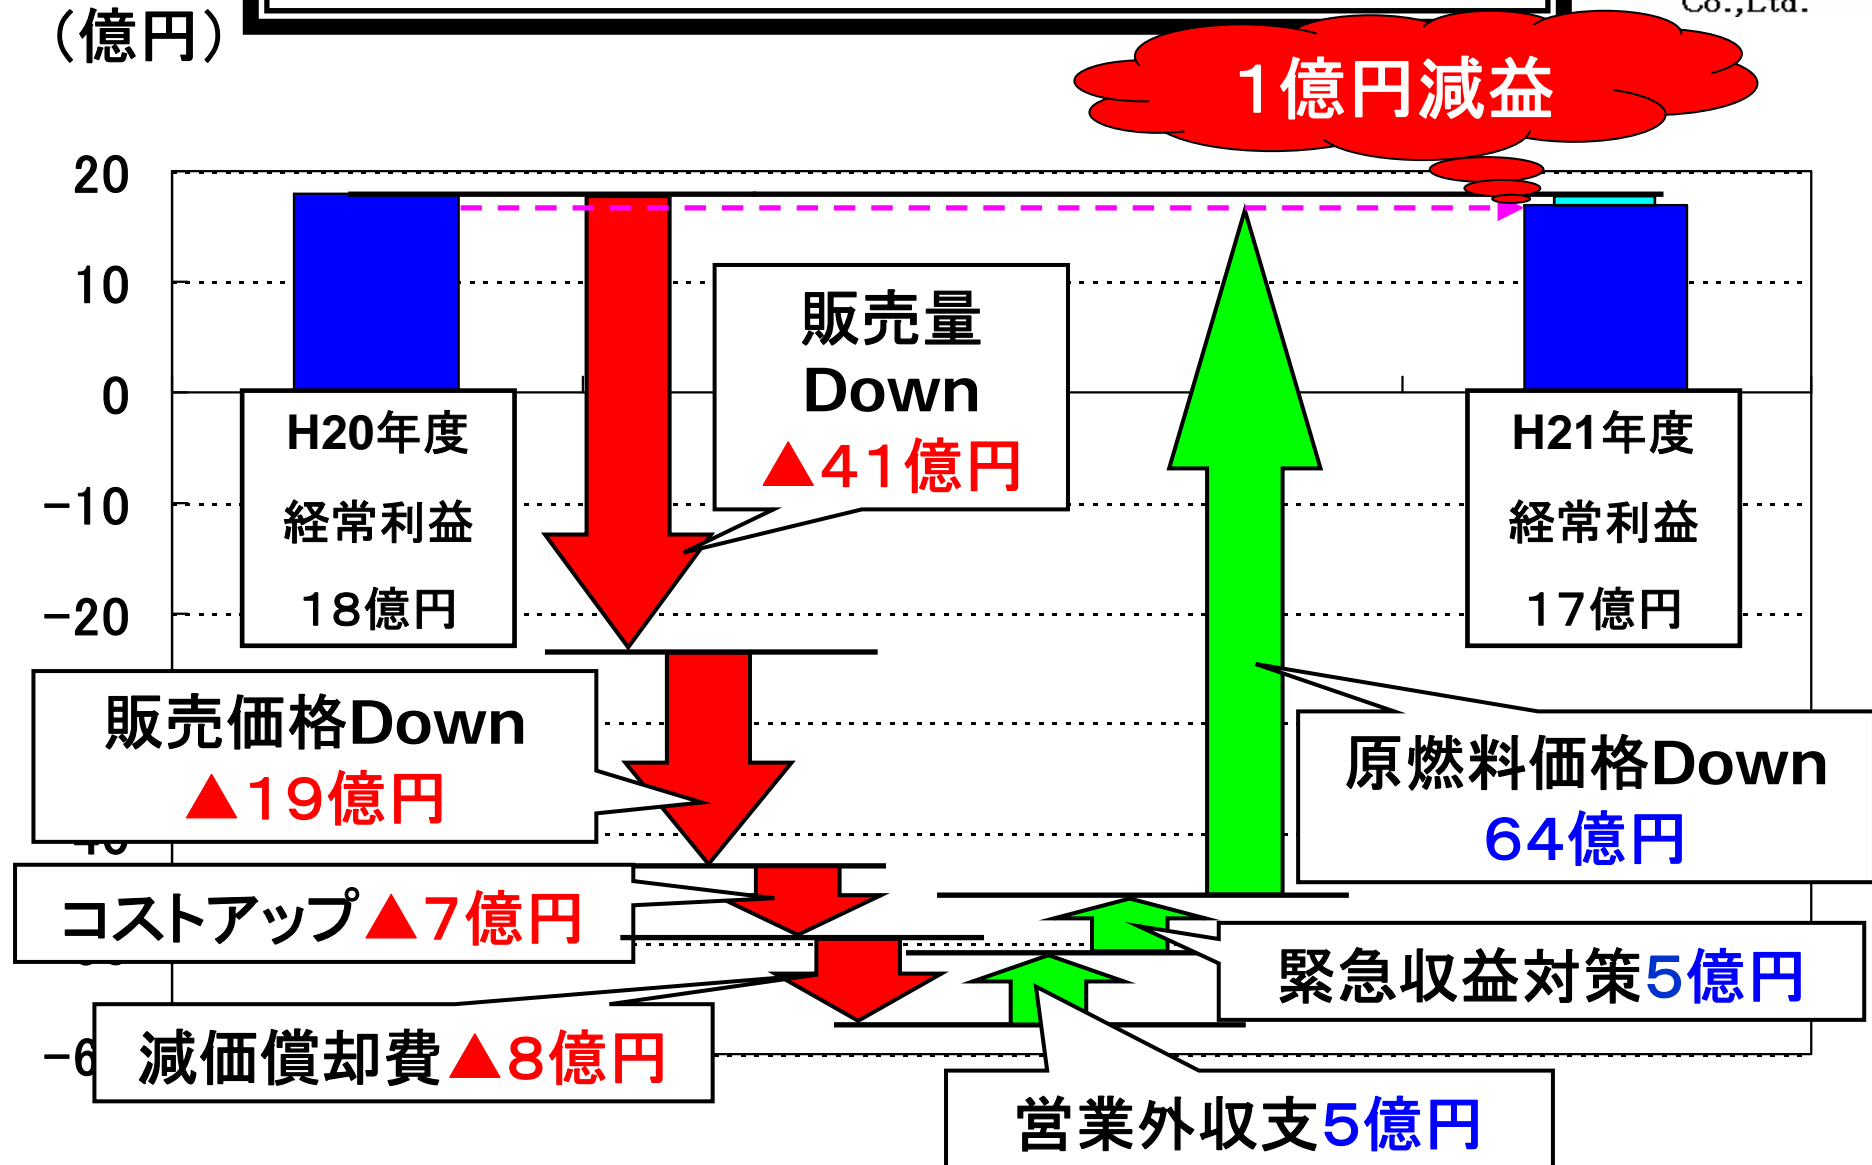 Co.,Ltd.
（億円）
１億円減益
20
10
0
-10
-20
販売量
Down
▲４１億円
H20年度
経常利益
１８億円
H21年度
経常利益
１７億円
販売価格Down
▲１９億円
原燃料価格Down
６４億円
コストアップ▲７億円
緊急収益対策５億円
減価償却費▲８億円
営業外収支５億円